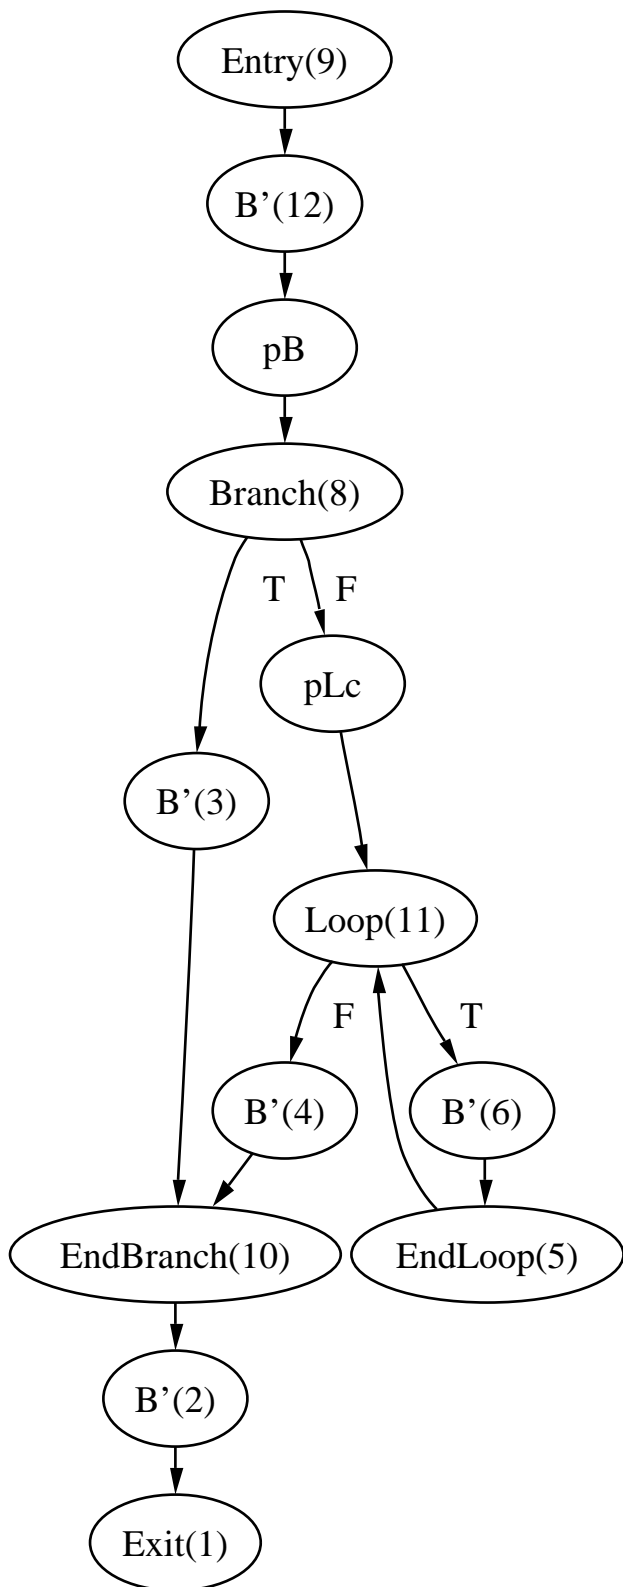 Entry(9)
B’(12)
pB
Branch(8)
T F
pLc
B’(3)
Loop(11)
F T
B’(4) B’(6)
EndBranch(10) EndLoop(5)
B’(2)
Exit(1)